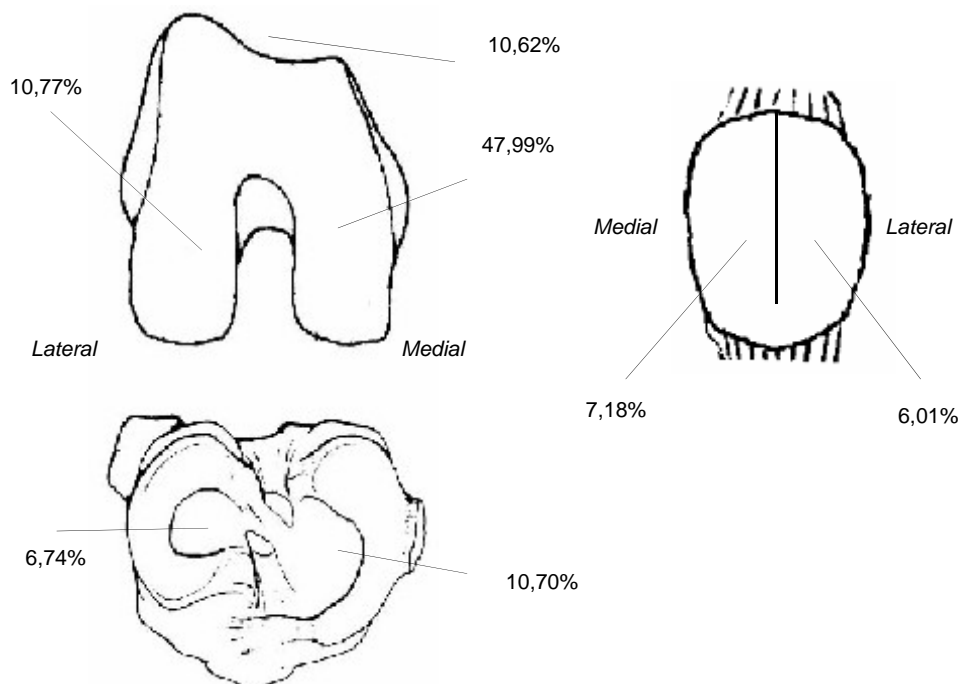 10,62%
10,77%
47,99%
Medial
Lateral
Lateral
Medial
7,18%
6,01%
6,74%
10,70%